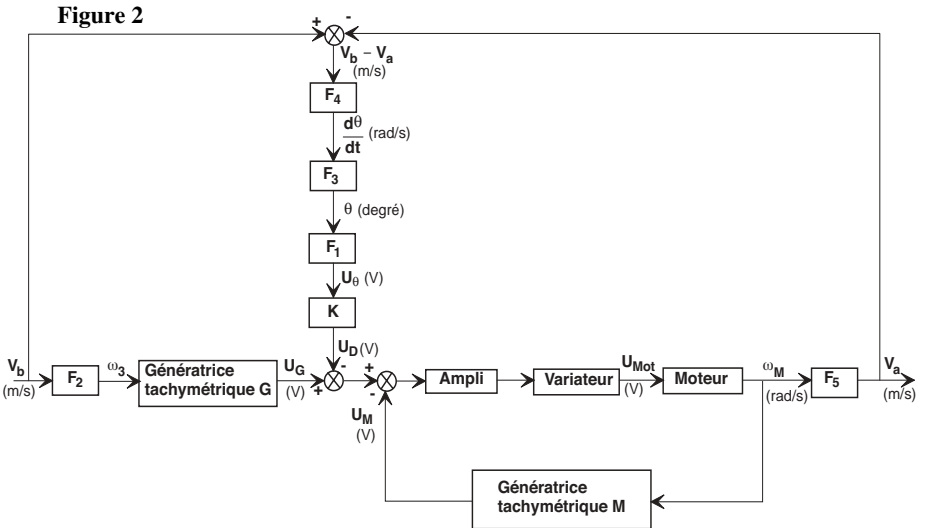 Figure 2
+
-
V_b − V_a
(m/s)
F_4
dθ
dt
(rad/s)
F_3
θ (degré)
F_1
U_θ (V)
K
U_D (V)
V_b
(m/s)
F_2
ω_3
Génératrice
tachymétrique G
U_G
(V)
+
-
+
-
U_M
(V)
Ampli
Variateur
U_Mot
(V)
Moteur
ω_M
(rad/s)
F_5
V_a
(m/s)
Génératrice
tachymétrique M